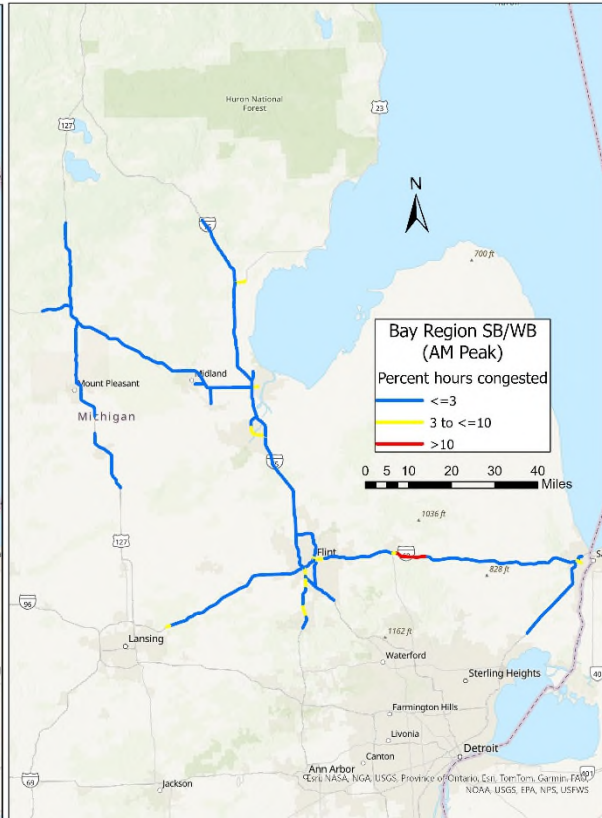 Huron National
Forest
23
127
75
N
700 ft
Bay Region SB/WB
(AM Peak)
Percent hours congested
<=3
3 to <=10
>10
0 5 10 20 30 40
Miles
Midland
Mount Pleasant
Michigan
1036 ft
Flint
69
828 ft
127
96
Lansing
1162 ft
Waterford
Sterling Heights
Farmington Hills
Livonia
Canton
Detroit
Ann Arbor
Jackson
69
401
Esri, NASA, NGA, USGS, Province of Ontario, Esri, TomTom, Garmin, FAO,
NOAA, USGS, EPA, NPS, USFWS